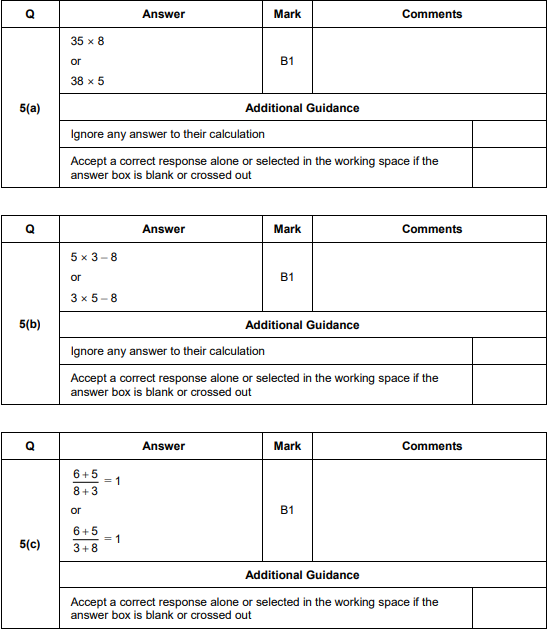 Q Answer Mark Comments
5(a)
35 × 8
or
38 × 5
B1
Additional Guidance
Ignore any answer to their calculation
Accept a correct response alone or selected in the working space if the
answer box is blank or crossed out
Q Answer Mark Comments
5(b)
5 × 3 – 8
or
3 × 5 – 8
B1
Additional Guidance
Ignore any answer to their calculation
Accept a correct response alone or selected in the working space if the
answer box is blank or crossed out
Q Answer Mark Comments
5(c)
6 + 5
8 + 3
= 1
or
6 + 5
3 + 8
= 1
B1
Additional Guidance
Accept a correct response alone or selected in the working space if the
answer box is blank or crossed out